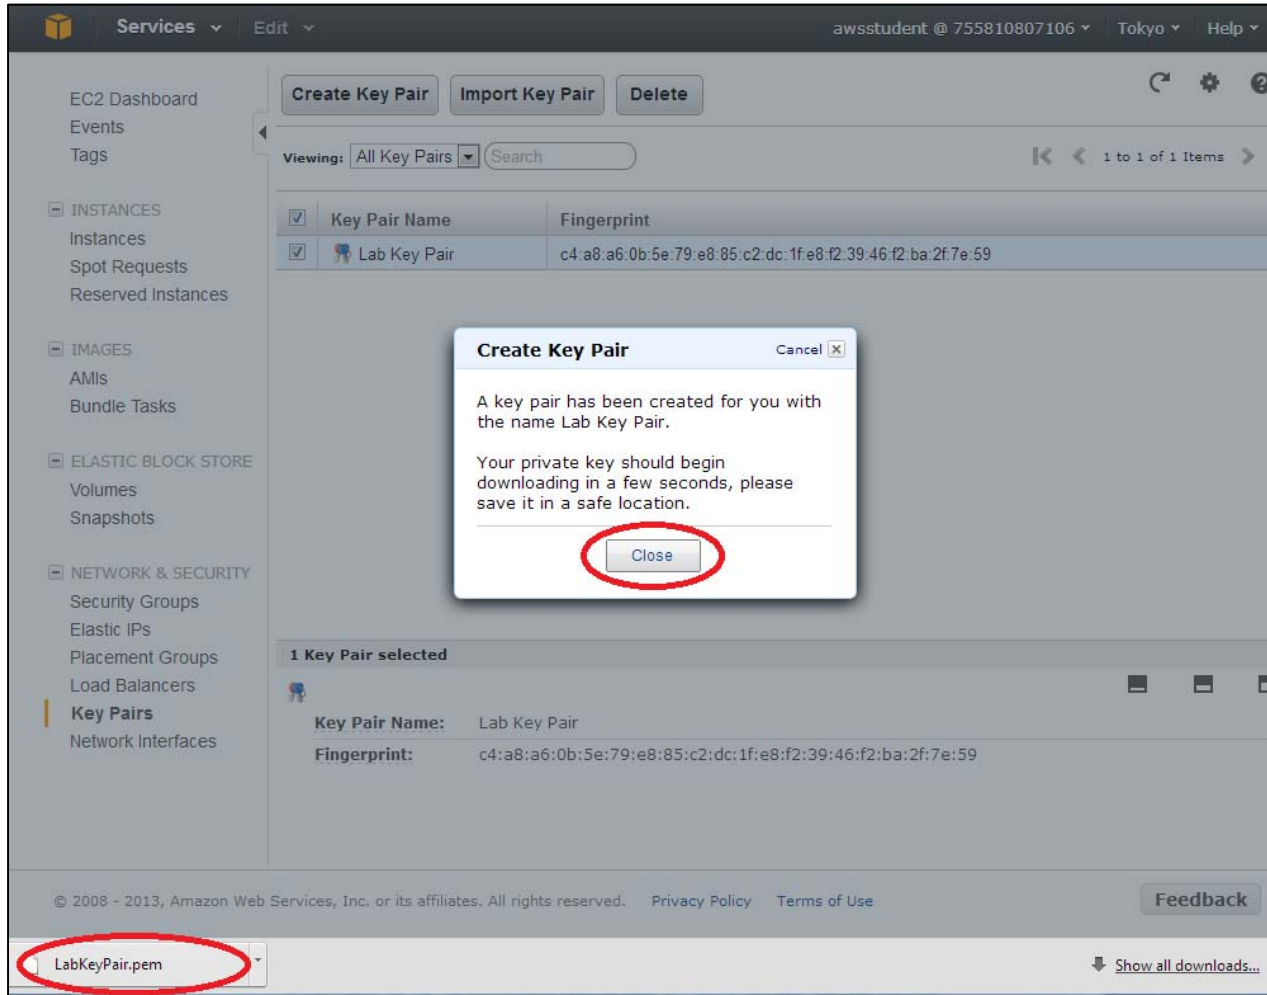 Services Edit awsstudent @ 755810807106 Tokyo Help
EC2 Dashboard
Events
Tags
INSTANCES
Instances
Spot Requests
Reserved Instances
IMAGES
AMIs
Bundle Tasks
ELASTIC BLOCK STORE
Volumes
Snapshots
NETWORK & SECURITY
Security Groups
Elastic IPs
Placement Groups
Load Balancers
Key Pairs
Network Interfaces
Create Key Pair Import Key Pair Delete
Viewing: All Key Pairs Search 1 to 1 of 1 Items
Key Pair Name Fingerprint
Lab Key Pair c4:a8:a6:0b:5e:79:e8:85:c2:dc:1f:e8:f2:39:46:f2:ba:2f:7e:59
Create Key Pair Cancel
A key pair has been created for you with
the name Lab Key Pair.
Your private key should begin
downloading in a few seconds, please
save it in a safe location.
Close
1 Key Pair selected
Key Pair Name: Lab Key Pair
Fingerprint: c4:a8:a6:0b:5e:79:e8:85:c2:dc:1f:e8:f2:39:46:f2:ba:2f:7e:59
© 2008 - 2013, Amazon Web Services, Inc. or its affiliates. All rights reserved. Privacy Policy Terms of Use Feedback
LabKeyPair.pem Show all downloads...